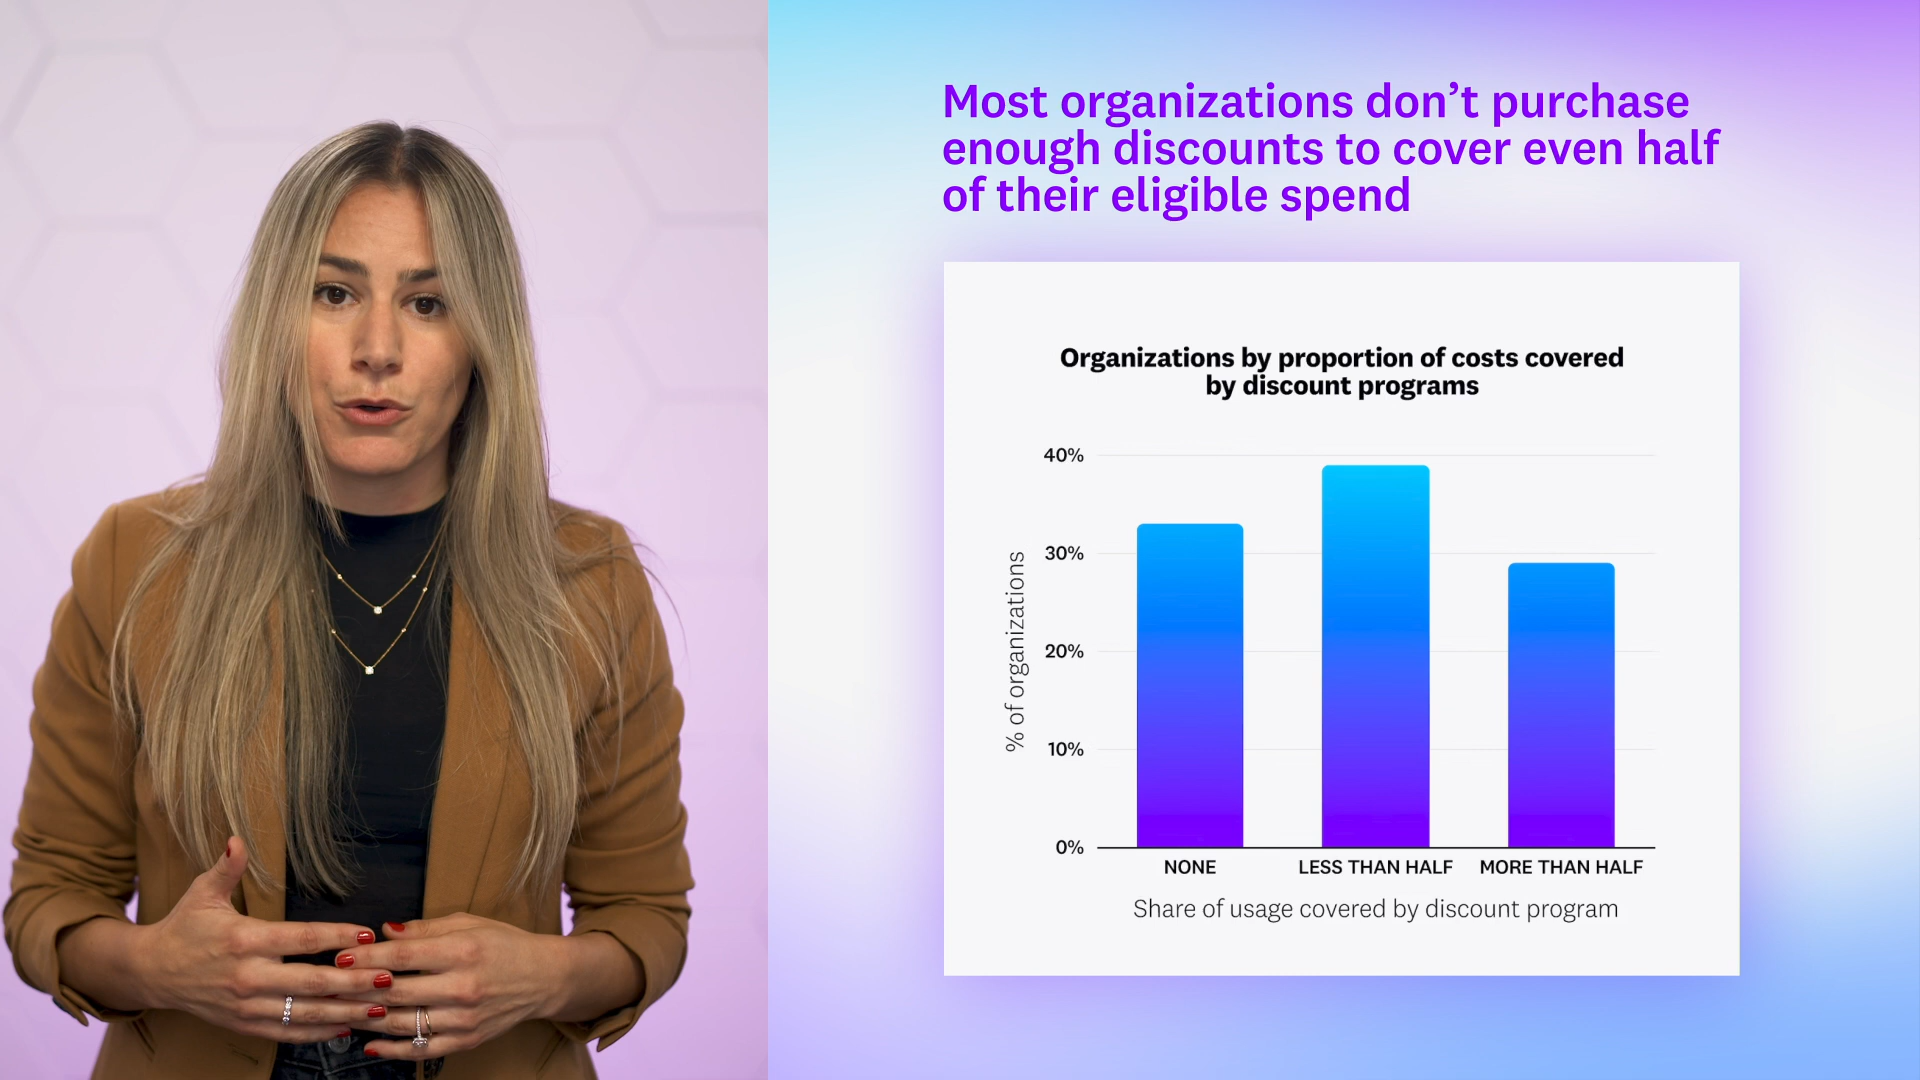 Most organizations don’t purchase
enough discounts to cover even half
of their eligible spend
Organizations by proportion of costs covered
by discount programs
% of organizations
40%
30%
20%
10%
0%
NONE
LESS THAN HALF
MORE THAN HALF
Share of usage covered by discount program